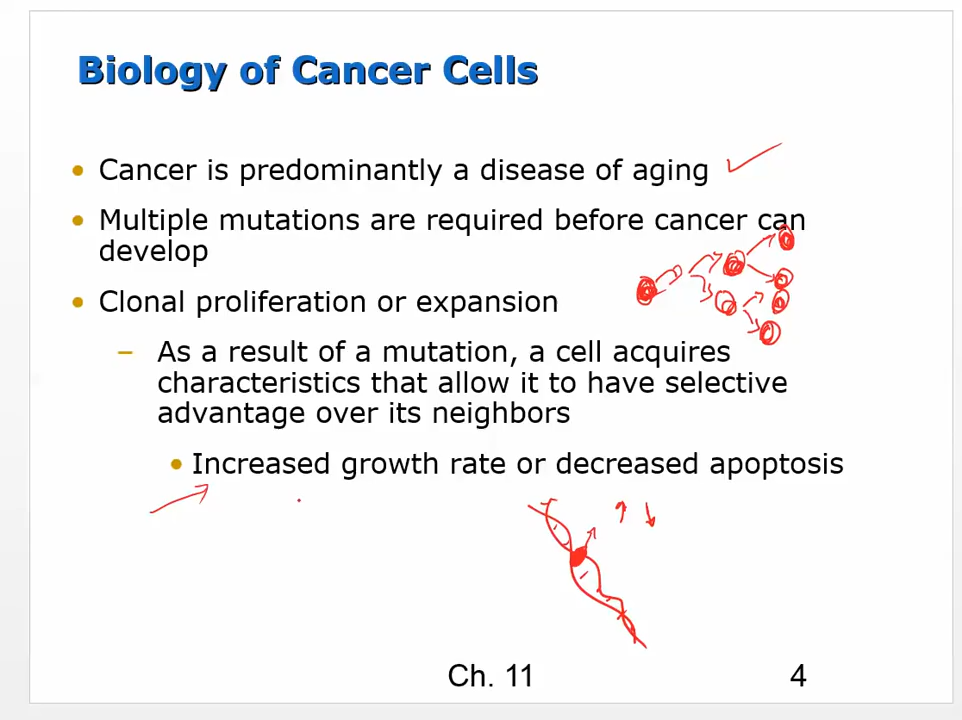 Biology of Cancer Cells
• Cancer is predominantly a disease of aging
• Multiple mutations are required before cancer can
develop
• Clonal proliferation or expansion
– As a result of a mutation, a cell acquires
characteristics that allow it to have selective
advantage over its neighbors
• Increased growth rate or decreased apoptosis
Ch. 11 4